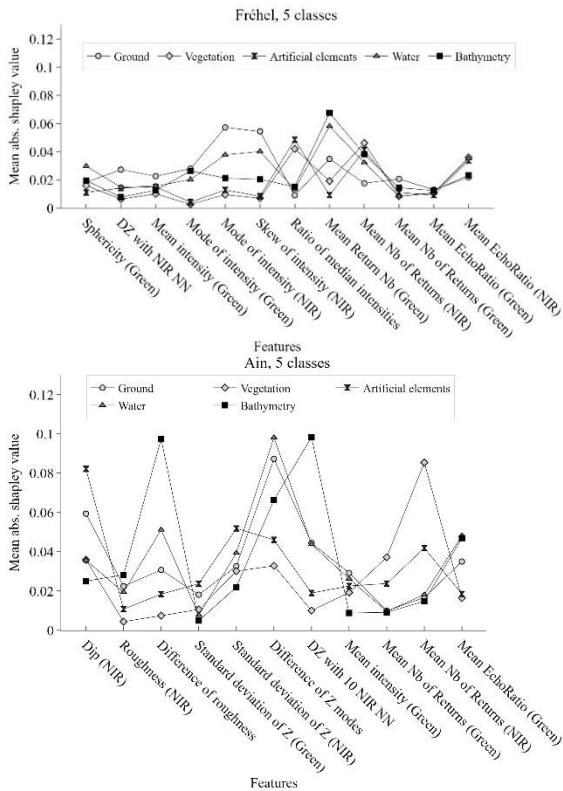 Fréhel, 5 classes
0.12
0.1
0.08
0.06
0.04
0.02
0
Mean abs. shapley value
Ground
Vegetation
Artificial elements
Water
Bathymetry
Sphericity (Green)
DZ with NIR NN
Mean intensity (Green)
Mode of intensity (Green)
Mode of intensity (NIR)
Skew of intensity (NIR)
Ratio of median intensities
Mean Return Nb (Green)
Mean Nb of Returns (NIR)
Mean Nb of Returns (Green)
Mean EchoRatio (Green)
Mean EchoRatio (NIR)
Features
Ain, 5 classes
0.12
0.1
0.08
0.06
0.04
0.02
0
Mean abs. shapley value
Ground
Vegetation
Artificial elements
Water
Bathymetry
Dip (NIR)
Roughness (NIR)
Difference of roughness
Standard deviation of Z (Green)
Standard deviation of Z (NIR)
Difference of Z modes
DZ with 10 NIR NN
Mean intensity (Green)
Mean Nb of Returns (Green)
Mean Nb of Returns (NIR)
Mean EchoRatio (Green)
Features